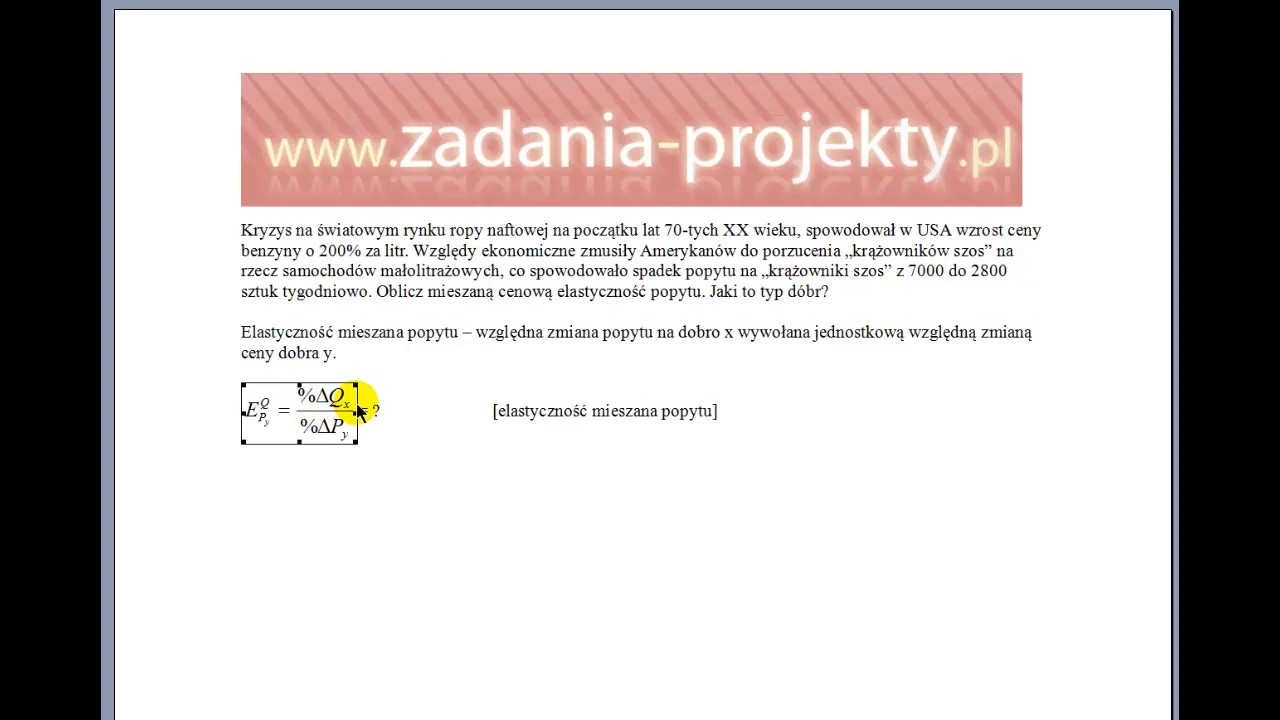 www.zadania-projekty.pl
Kryzys na światowym rynku ropy naftowej na początku lat 70-tych XX wieku, spowodował w USA wzrost ceny
benzyny o 200% za litr. Względy ekonomiczne zmusiły Amerykanów do porzucenia „krążowników szos” na
rzecz samochodów małolitrażowych, co spowodowało spadek popytu na „krążowniki szos” z 7000 do 2800
sztuk tygodniowo. Oblicz mieszaną cenową elastyczność popytu. Jaki to typ dóbr?
Elastyczność mieszana popytu – względna zmiana popytu na dobro x wywołana jednostkową względną zmianą
ceny dobra y.
E^Q_{P_y} = %ΔQ_x / %ΔP_y = ? [elastyczność mieszana popytu]